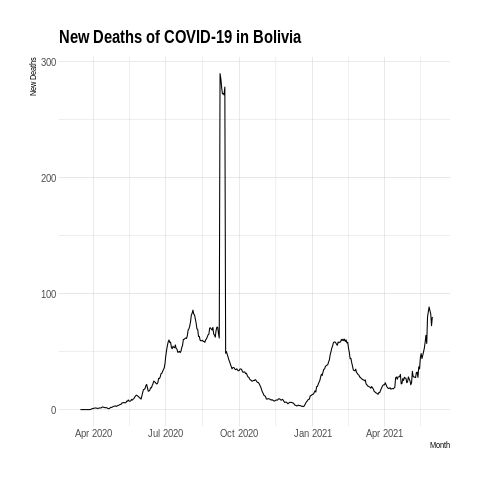 New Deaths of COVID-19 in Bolivia
New Deaths
300
200
100
0
Apr 2020 Jul 2020 Oct 2020 Jan 2021 Apr 2021
Month